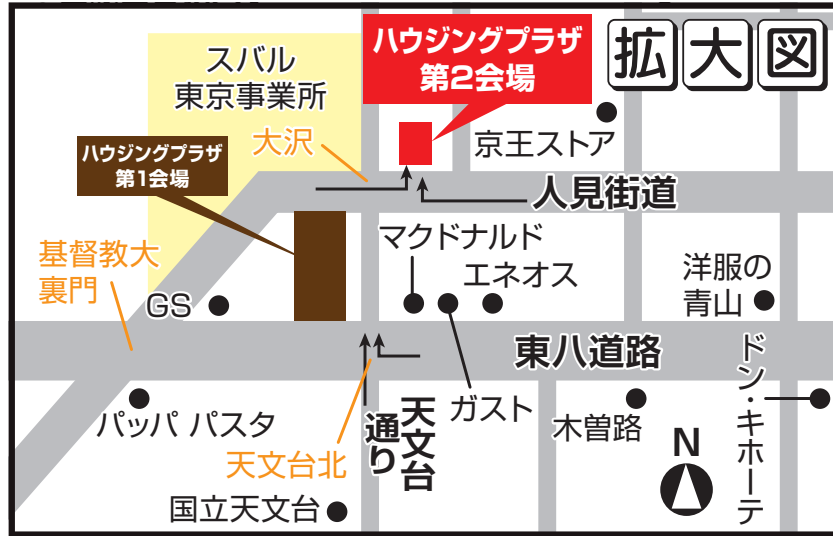 拡大図
ハウジングプラザ
第2会場
スバル
東京事業所
京王ストア
大沢
ハウジングプラザ
第1会場
人見街道
マクドナルド
エネオス
洋服の
青山
基督教大
裏門
GS
東八道路
ドン・キホーテ
パッパ パスタ
天文台
通り
ガスト
木曽路
N
天文台北
国立天文台